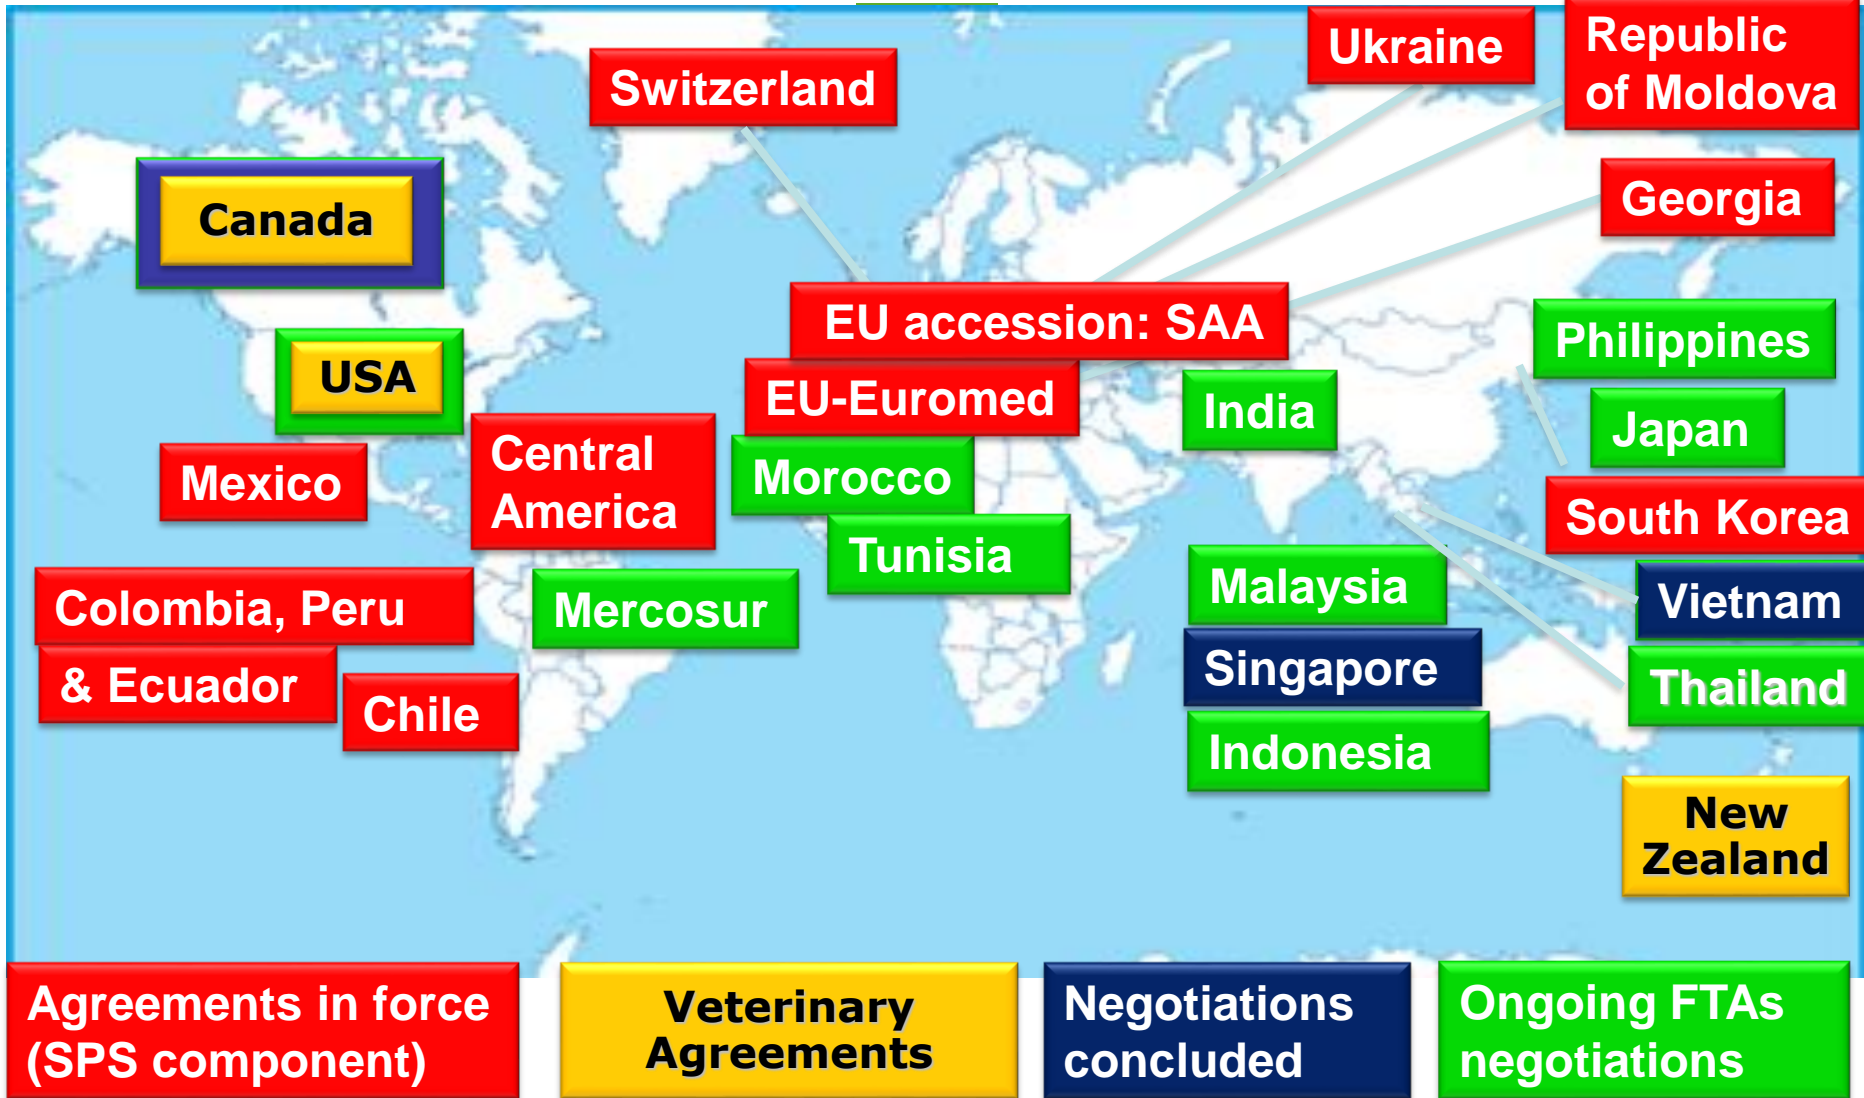 Ukraine
Republic
of Moldova
Switzerland
Georgia
Canada
EU accession: SAA
Philippines
USA
EU-Euromed
India
Japan
Central
America
Mexico
Morocco
South Korea
Tunisia
Malaysia
Vietnam
Colombia, Peru
& Ecuador
Mercosur
Singapore
Thailand
Chile
Indonesia
New
Zealand
Agreements in force
(SPS component)
Veterinary
Agreements
Negotiations
concluded
Ongoing FTAs
negotiations